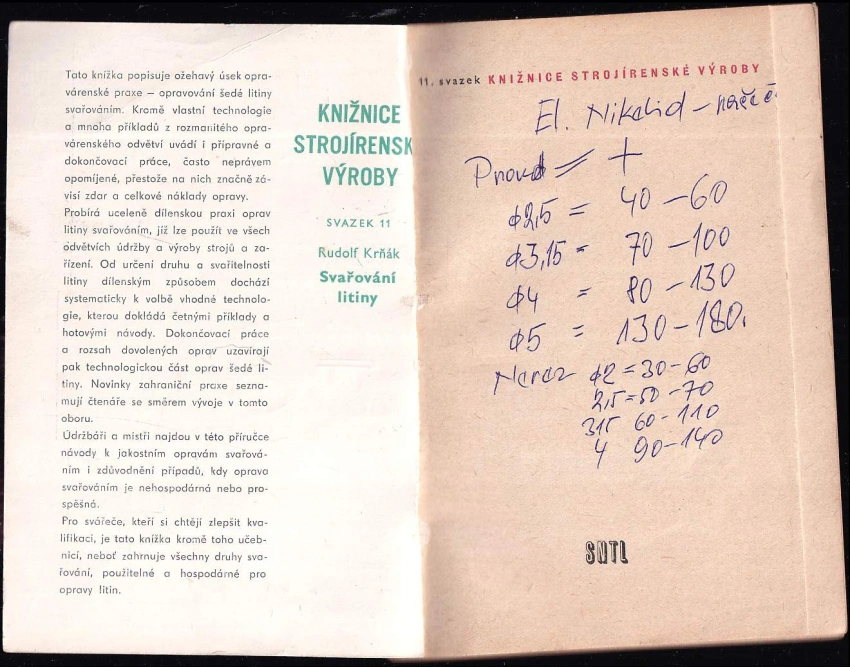 Tato knížka popisuje ožehavý úsek opra-
várenské praxe – opravování šedé litiny
svařováním. Kromě vlastní technologie
a mnoha příkladů z rozmanitého opra-
várenského odvětví uvádí i přípravné a
dokončovací práce, často neprávem
opomíjené, přestože na nich značně zá-
visí zdar a celkové náklady opravy.
Probírá uceleně dílenskou praxi oprav
litiny svařováním, jíž lze použít ve všech
odvětvích údržby a výroby strojů a za-
řízení. Od určení druhu a svařitelnosti
litiny dílenským způsobem dochází
systematicky k volbě vhodné technolo-
gie, kterou dokládá četnými příklady a
hotovými návody. Dokončovací práce
a rozsah dovolených oprav uzavírají
pak technologickou část oprav šedé li-
tiny. Novinky zahraniční praxe sezna-
mují čtenáře se směrem vývoje v tomto
oboru.
Údržbáři a mistři najdou v této příručce
návody k jakostním opravám svařová-
ním i zdůvodnění případů, kdy oprava
svařováním je nehospodárná nebo pro-
spěšná.
Pro svářeče, kteří si chtějí zlepšit kva-
lifikaci, je tato knížka kromě toho učeb-
nicí, neboť zahrnuje všechny druhy sva-
řování, použitelné a hospodárné pro
opravy litin.
KNIŽNICE
STROJÍRENSK
VÝROBY
SVAZEK 11
Rudolf Krňák
Svařování
litiny
11. svazek KNIŽNICE STROJÍRENSKÉ VÝROBY
El. Nikelid –
Proud = +
ϕ2,5 = 40 – 60
ϕ3,15 = 70 – 100
ϕ4 = 80 – 130
ϕ5 = 130 – 180.
ϕ2 = 30 – 60
2,5 = 50 – 70
315 60 – 110
4 90 – 140
SNTL